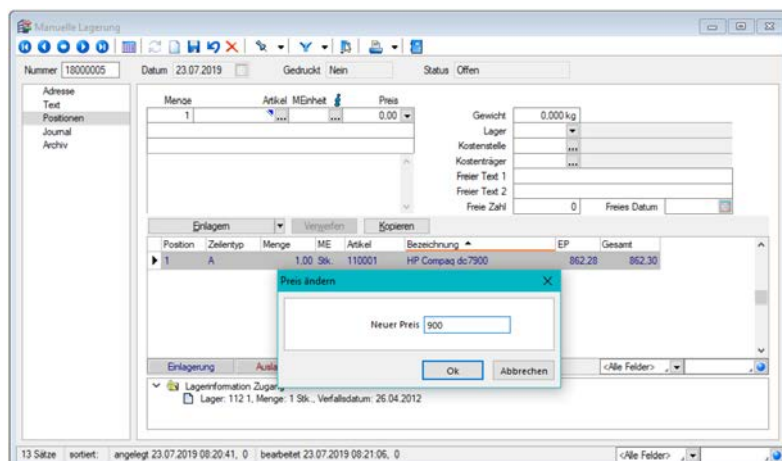 Manuelle Lagerung
Nummer 18000005 Datum 23.07.2019 Gedruckt Nein Status Offen
Adresse
Text
Positionen
Journal
Archiv
Menge Artikel MEinheit Preis
1 ... ... 0.00
Gewicht 0.000 kg
Lager
Kostenstelle ...
Kostenträger ...
Freier Text 1
Freier Text 2
Freie Zahl 0 Freies Datum
Einlagern Verwerfen Kopieren
Position Zeilentyp Menge ME Artikel Bezeichnung EP Gesamt
1 A 1.00 Stk. 110001 HP Compaq dc7900 862.28 862.30
Preis ändern
Neuer Preis 900
Ok Abbrechen
Einlagerung <Alle Felder>
Lagerinformation Zugang
Lager: 112 1, Menge: 1 Stk., Verfallsdatum: 26.04.2012
13 Sätze sortiert: angelegt 23.07.2019 08:20:41, 0 bearbeitet 23.07.2019 08:21:06, 0 <Alle Felder>